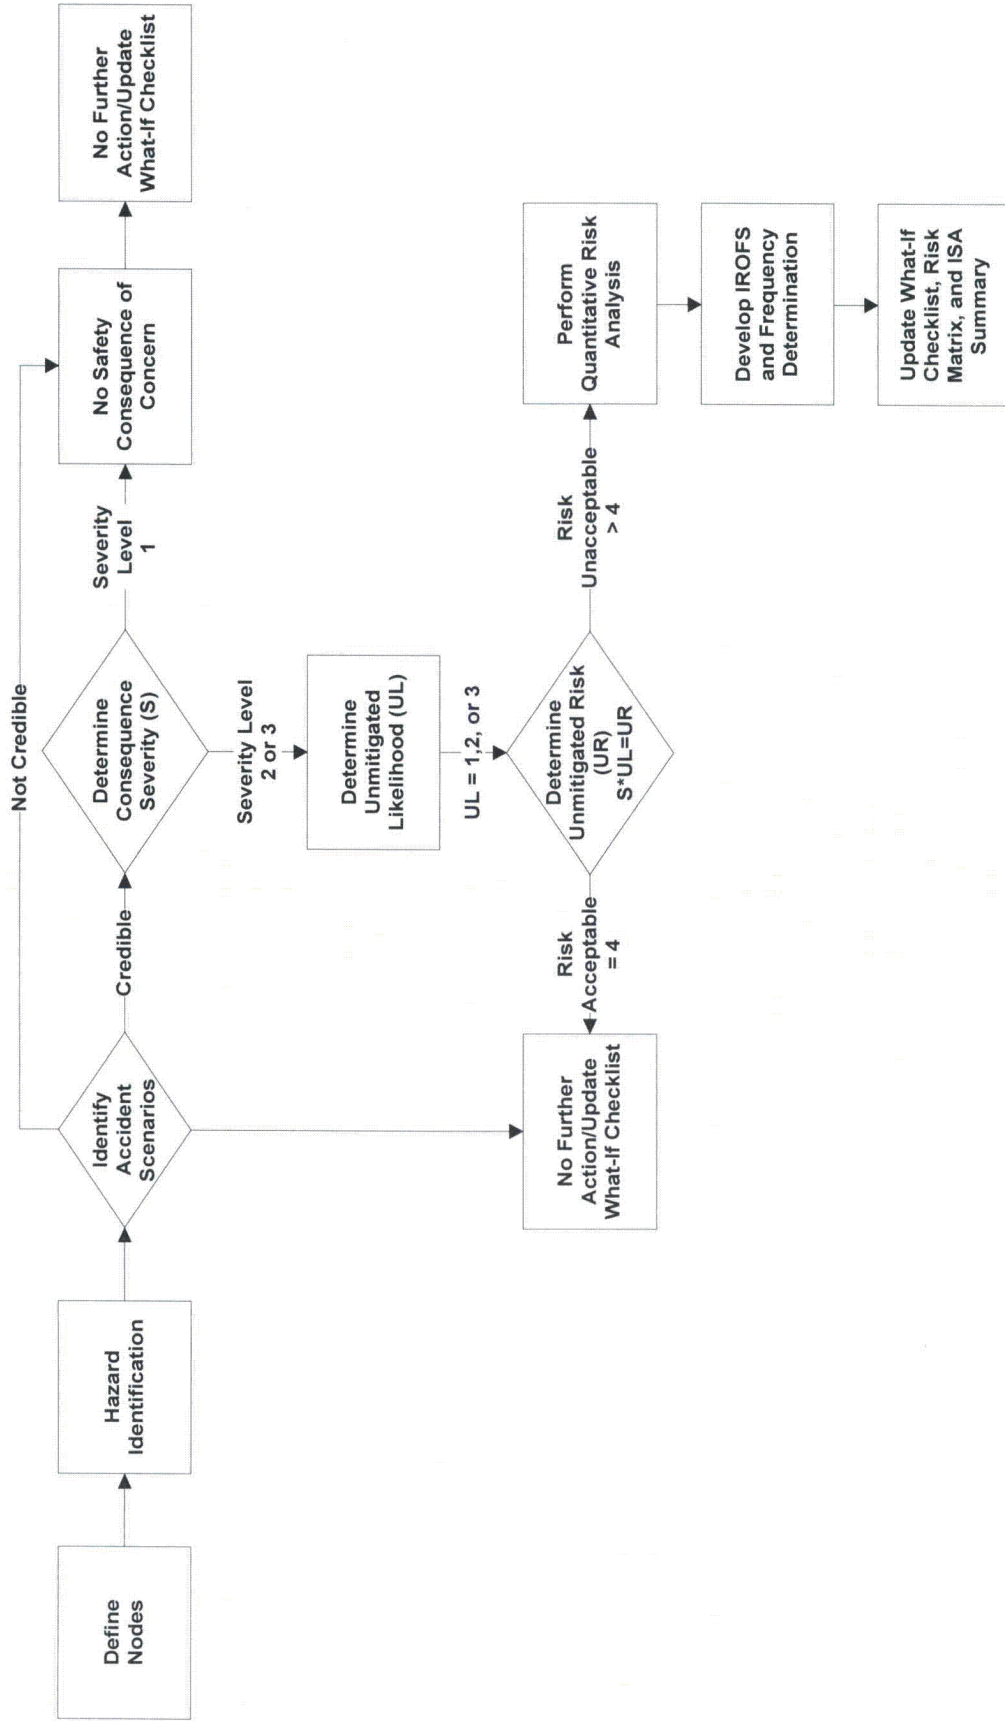 Define
Nodes
Hazard
Identification
Identify
Accident
Scenarios
Not Credible
Credible
Determine
Consequence
Severity (S)
Severity
Level
1
No Safety
Consequence of
Concern
No Further
Action/Update
What-If Checklist
Severity Level
2 or 3
Determine
Unmitigated
Likelihood (UL)
UL = 1,2, or 3
Determine
Unmitigated Risk
(UR)
S*UL=UR
Risk
Acceptable
= 4
No Further
Action/Update
What-If Checklist
Risk
Unacceptable
> 4
Perform
Quantitative Risk
Analysis
Develop IROFS
and Frequency
Determination
Update What-If
Checklist, Risk
Matrix, and ISA
Summary